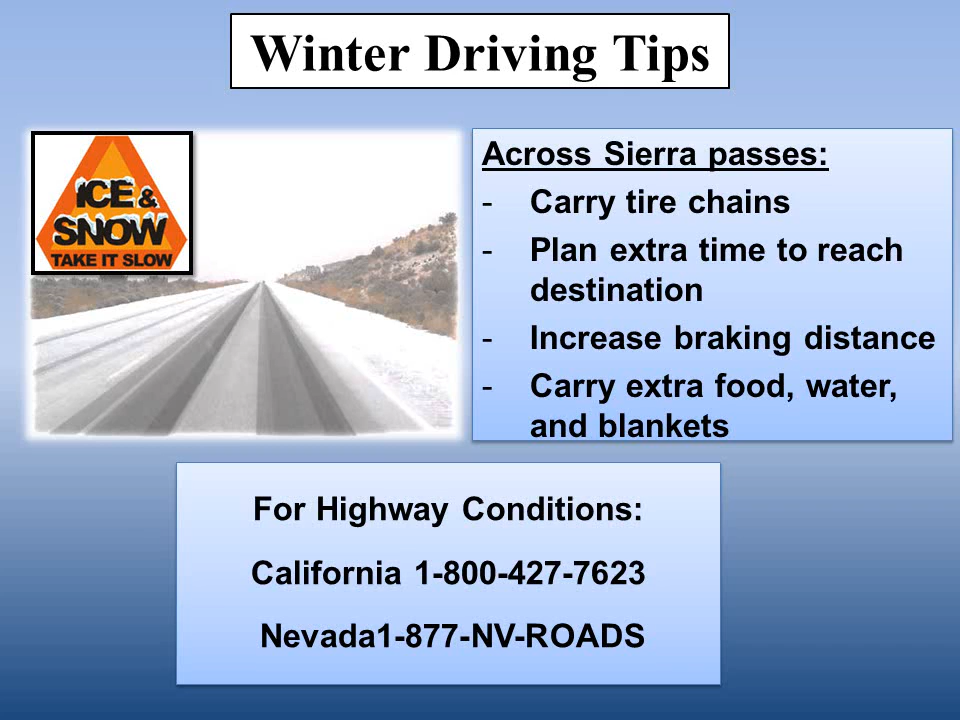 Winter Driving Tips
ICE &
SNOW
TAKE IT SLOW
Across Sierra passes:
- Carry tire chains
- Plan extra time to reach
destination
- Increase braking distance
- Carry extra food, water,
and blankets
For Highway Conditions:
California 1-800-427-7623
Nevada1-877-NV-ROADS